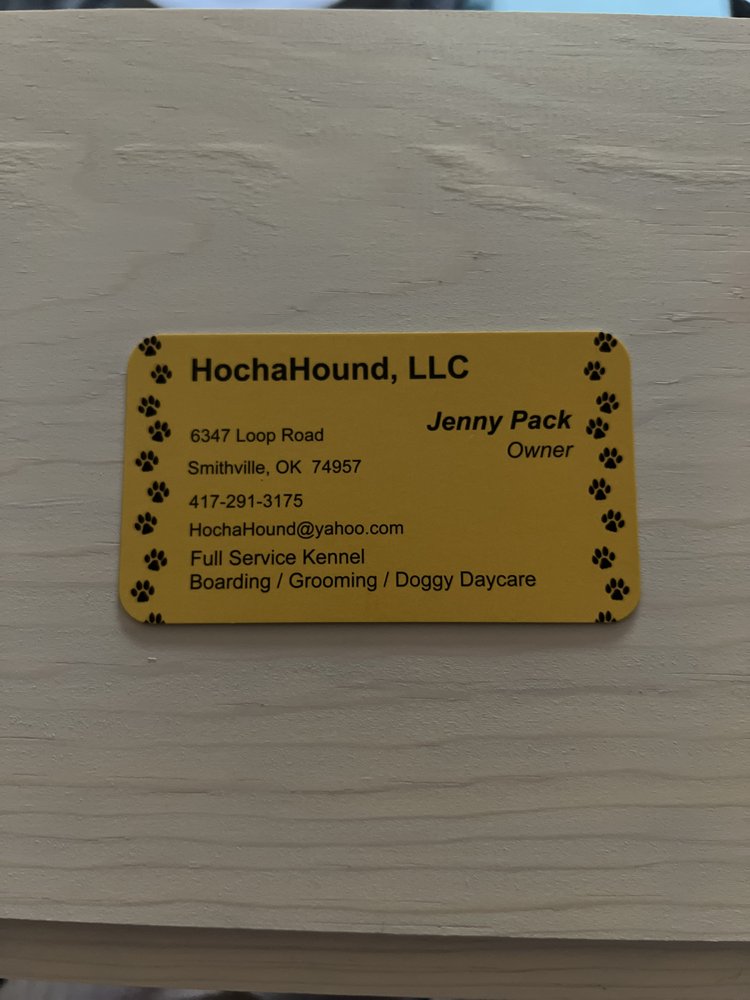 HochaHound, LLC
Jenny Pack
Owner
6347 Loop Road
Smithville, OK  74957
417-291-3175
HochaHound@yahoo.com
Full Service Kennel
Boarding / Grooming / Doggy Daycare